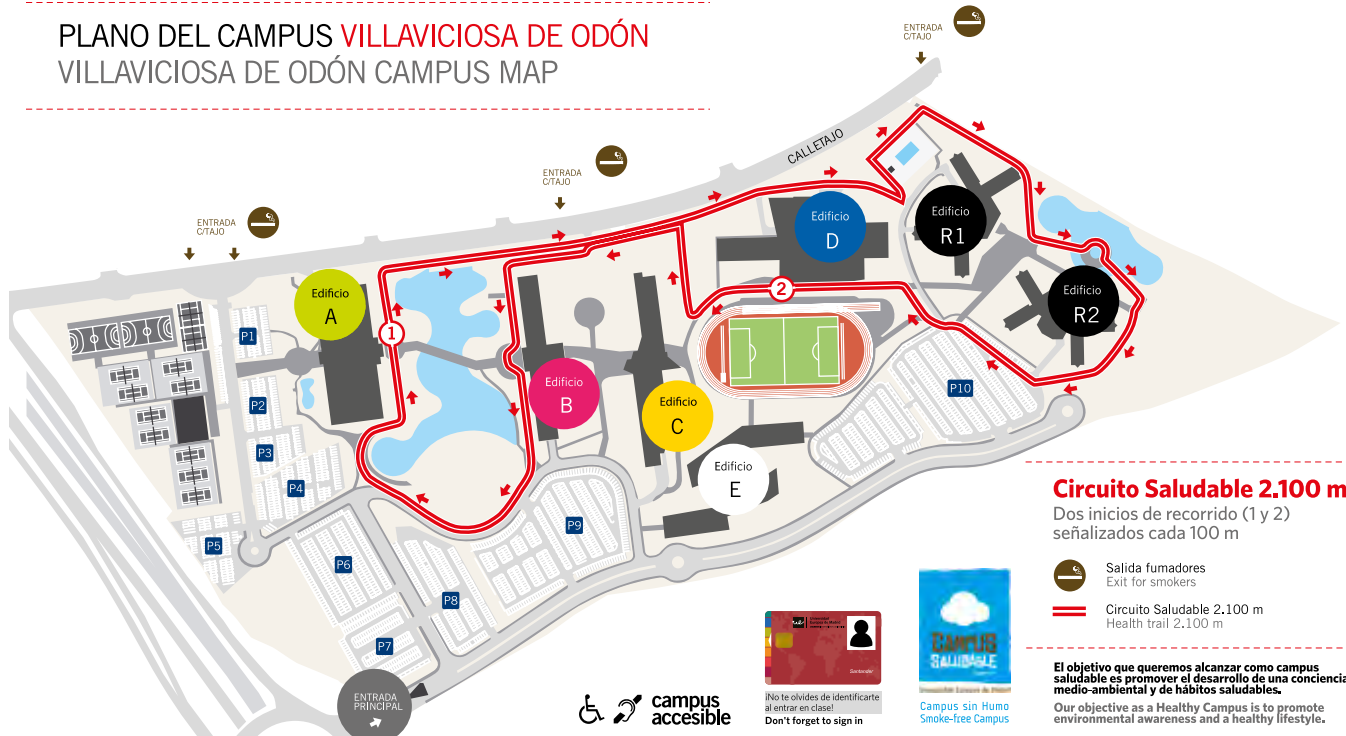 PLANO DEL CAMPUS VILLAVICIOSA DE ODÓN
VILLAVICIOSA DE ODÓN CAMPUS MAP
ENTRADA
C/TAJO
ENTRADA
C/TAJO
ENTRADA
C/TAJO
CALLETAJO
Edificio
A
Edificio
B
Edificio
C
Edificio
D
Edificio
E
Edificio
R1
Edificio
R2
1
2
P1
P2
P3
P4
P5
P6
P7
P8
P9
P10
ENTRADA
PRINCIPAL
Circuito Saludable 2.100 m
Dos inicios de recorrido (1 y 2)
señalizados cada 100 m
Salida fumadores
Exit for smokers
Circuito Saludable 2.100 m
Health trail 2.100 m
El objetivo que queremos alcanzar como campus
saludable es promover el desarrollo de una conciencia
medio-ambiental y de hábitos saludables.
Our objective as a Healthy Campus is to promote
environmental awareness and a healthy lifestyle.
campus
accesible
ue
Santander
¡No te olvides de identificarte
al entrar en clase!
Don't forget to sign in
CAMPUS
SALUDABLE
Campus sin Humo
Smoke-free Campus